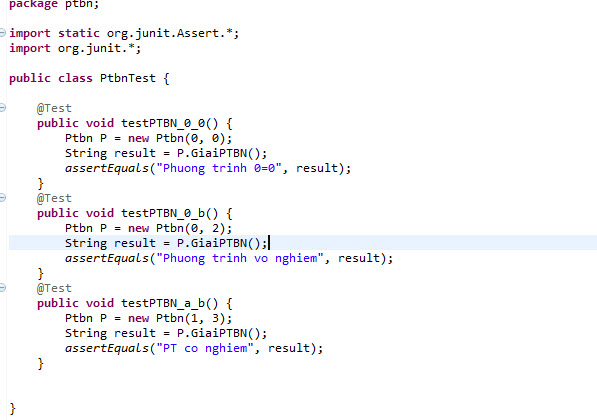 package ptbn;
import static org.junit.Assert.*;
import org.junit.*;
public class PtbnTest {
@Test
public void testPTBN_0_0() {
Ptbn P = new Ptbn(0, 0);
String result = P.GiaiPTBN();
assertEquals("Phuong trinh 0=0", result);
}
@Test
public void testPTBN_0_b() {
Ptbn P = new Ptbn(0, 2);
String result = P.GiaiPTBN();
assertEquals("Phuong trinh vo nghiem", result);
}
@Test
public void testPTBN_a_b() {
Ptbn P = new Ptbn(1, 3);
String result = P.GiaiPTBN();
assertEquals("PT co nghiem", result);
}
}